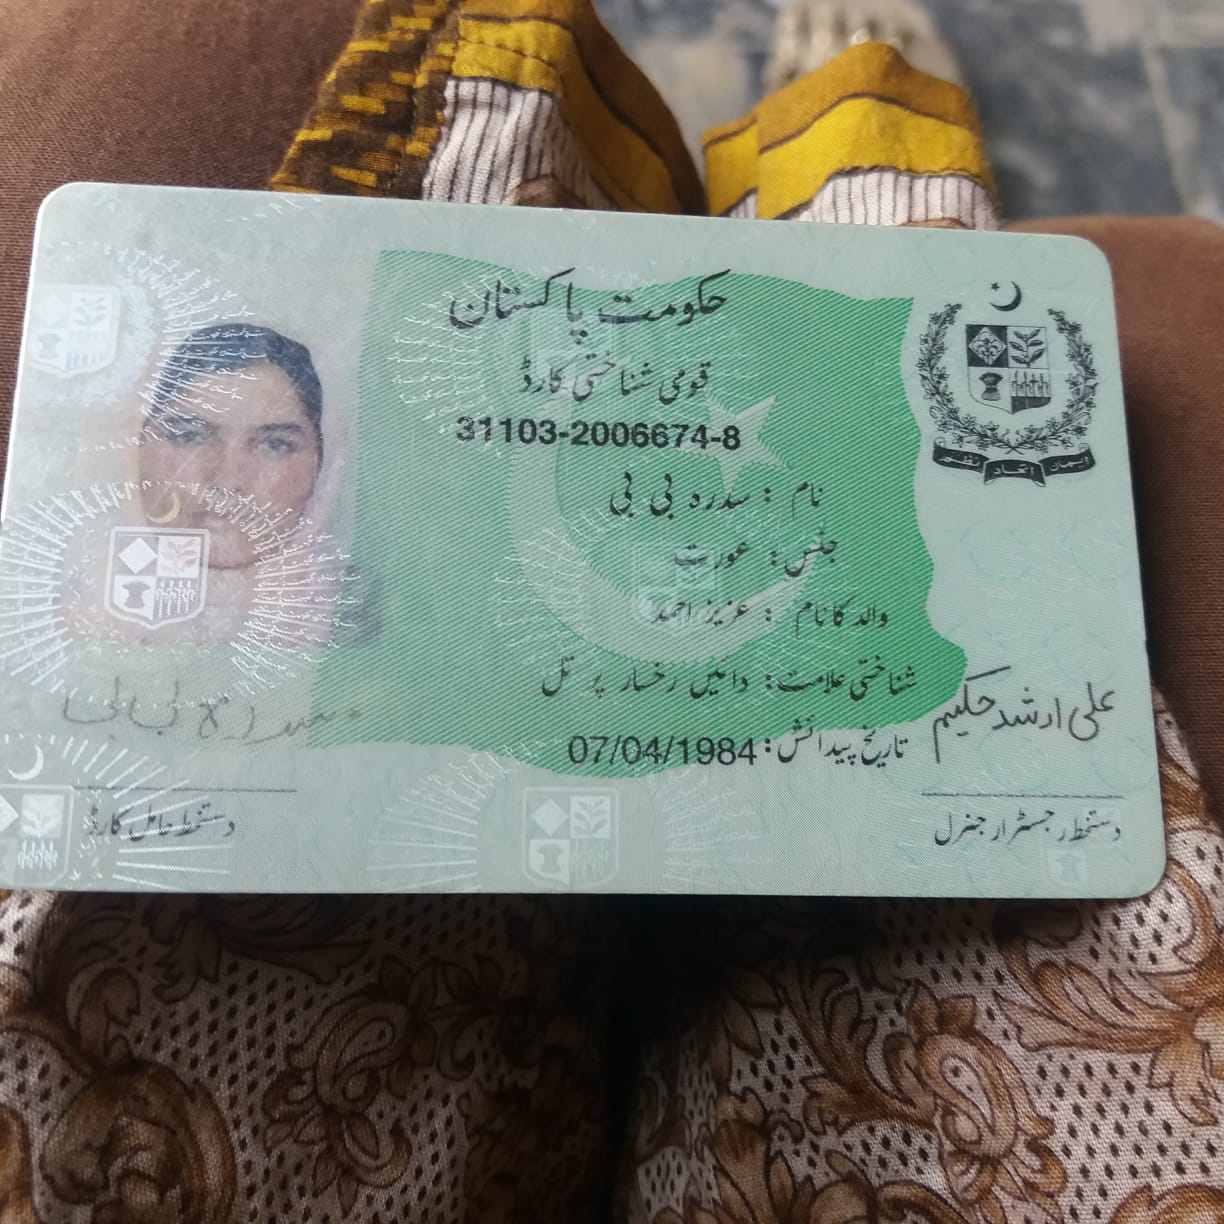 حکومت پاکستان
قومی شناختی کارڈ
31103-2006674-8
نام : سدرہ بی بی
جنس: عورت
والد کا نام : عزیز احمد
شناختی علامت: دائیں رخسار پر تل
تاریخ پیدائش: 07/04/1984
ایمان اتحاد نظم
علی ارشد حکیم
دستخط رجسٹرار جنرل
سدرہ بی بی
دستخط حامل کارڈ